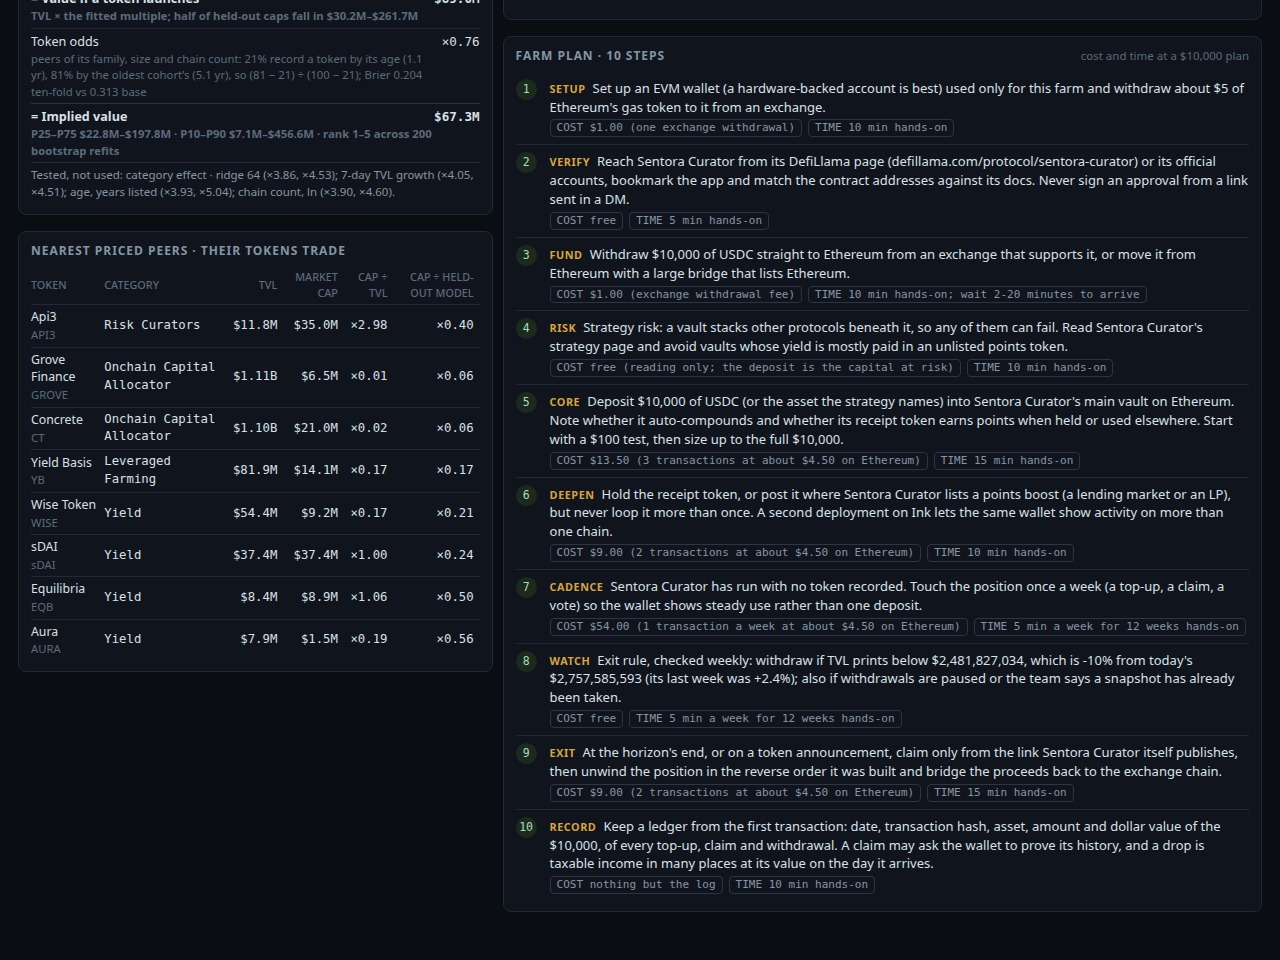 = Value if a token launches $89.0M
TVL × the fitted multiple; half of held-out caps fall in $30.2M–$261.7M
Token odds ×0.76
peers of its family, size and chain count: 21% record a token by age (1.1
yr), 81% by the oldest cohort's (5.1 yr), so (81 − 21) ÷ (100 − 21); Brier 0.204
ten-fold vs 0.313 base
= Implied value $67.3M
P25–P75 $22.8M–$197.8M · P10–P90 $7.1M–$456.6M · rank 1–5 across 200
bootstrap refits
Tested, not used: category effect · ridge 64 (×3.86, ×4.53); 7-day TVL growth (×4.05,
×4.51); age, years listed (×3.93, ×5.04); chain count, ln (×3.90, ×4.60).
NEAREST PRICED PEERS · THEIR TOKENS TRADE
TOKEN CATEGORY TVL MARKET CAP CAP ÷ TVL CAP ÷ HELD-OUT MODEL
Api3 API3 Risk Curators $11.8M $35.0M ×2.98 ×0.40
Grove Finance GROVE Onchain Capital Allocator $1.11B $6.5M ×0.01 ×0.06
Concrete CT Onchain Capital Allocator $1.10B $21.0M ×0.02 ×0.06
Yield Basis YB Leveraged Farming $81.9M $14.1M ×0.17 ×0.17
Wise Token WISE Yield $54.4M $9.2M ×0.17 ×0.21
sDAI sDAI Yield $37.4M $37.4M ×1.00 ×0.24
Equilibria EQB Yield $8.4M $8.9M ×1.06 ×0.50
Aura AURA Yield $7.9M $1.5M ×0.19 ×0.56
FARM PLAN · 10 STEPS cost and time at a $10,000 plan
1 SETUP Set up an EVM wallet (a hardware-backed account is best) used only for this farm and withdraw about $5 of
Ethereum's gas token to it from an exchange.
COST $1.00 (one exchange withdrawal) TIME 10 min hands-on
2 VERIFY Reach Sentora Curator from its DefiLlama page (defillama.com/protocol/sentora-curator) or its official
accounts, bookmark the app and match the contract addresses against its docs. Never sign an approval from a link
sent in a DM.
COST free TIME 5 min hands-on
3 FUND Withdraw $10,000 of USDC straight to Ethereum from an exchange that supports it, or move it from
Ethereum with a large bridge that lists Ethereum.
COST $1.00 (exchange withdrawal fee) TIME 10 min hands-on; wait 2-20 minutes to arrive
4 RISK Strategy risk: a vault stacks other protocols beneath it, so any of them can fail. Read Sentora Curator's
strategy page and avoid vaults whose yield is mostly paid in an unlisted points token.
COST free (reading only; the deposit is the capital at risk) TIME 10 min hands-on
5 CORE Deposit $10,000 of USDC (or the asset the strategy names) into Sentora Curator's main vault on Ethereum.
Note whether it auto-compounds and whether its receipt token earns points when held or used elsewhere. Start
with a $100 test, then size up to the full $10,000.
COST $13.50 (3 transactions at about $4.50 on Ethereum) TIME 15 min hands-on
6 DEEPEN Hold the receipt token, or post it where Sentora Curator lists a points boost (a lending market or an LP),
but never loop it more than once. A second deployment on Ink lets the same wallet show activity on more than
one chain.
COST $9.00 (2 transactions at about $4.50 on Ethereum) TIME 10 min hands-on
7 CADENCE Sentora Curator has run with no token recorded. Touch the position once a week (a top-up, a claim, a
vote) so the wallet shows steady use rather than one deposit.
COST $54.00 (1 transaction a week at about $4.50 on Ethereum) TIME 5 min a week for 12 weeks hands-on
8 WATCH Exit rule, checked weekly: withdraw if TVL prints below $2,481,827,034, which is -10% from today's
$2,757,585,593 (its last week was +2.4%); also if withdrawals are paused or the team says a snapshot has already
been taken.
COST free TIME 5 min a week for 12 weeks hands-on
9 EXIT At the horizon's end, or on a token announcement, claim only from the link Sentora Curator itself publishes,
then unwind the position in the reverse order it was built and bridge the proceeds back to the exchange chain.
COST $9.00 (2 transactions at about $4.50 on Ethereum) TIME 15 min hands-on
10 RECORD Keep a ledger from the first transaction: date, transaction hash, asset, amount and dollar value of the
$10,000, of every top-up, claim and withdrawal. A claim may ask the wallet to prove its history, and a drop is
taxable income in many places at its value on the day it arrives.
COST nothing but the log TIME 10 min hands-on